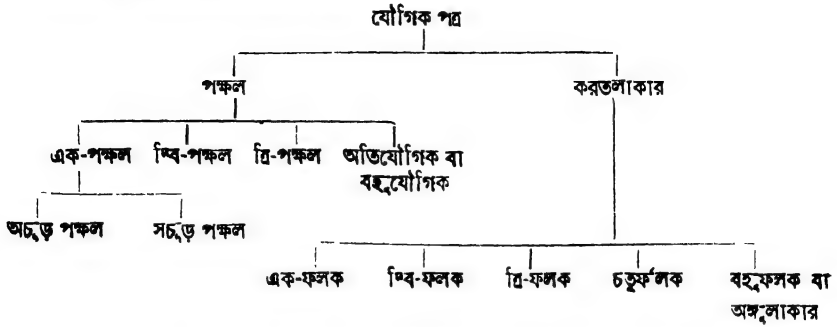 যৌগিক পত্র
পক্ষল করতলাকার
এক-পক্ষল দ্বি-পক্ষল ত্রি-পক্ষল অতিযৌগিক বা
বহুযৌগিক
অচূড় পক্ষল সচূড় পক্ষল
এক-ফলক দ্বি-ফলক ত্রি-ফলক চতুর্ফলক বহুফলক বা
অঙ্গুলাকার